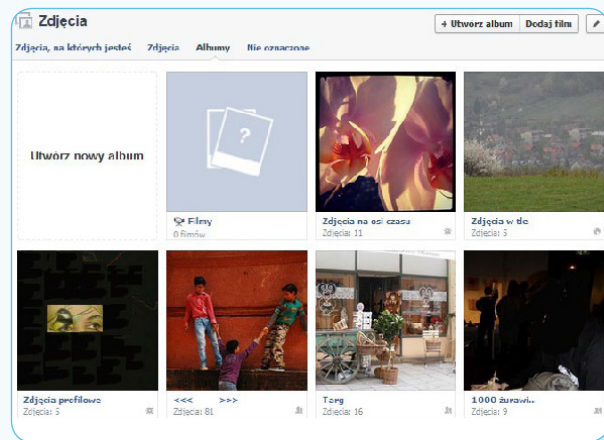 Zdjęcia
+ Utwórz album
Dodaj film
Zdjęcia, na których jesteś
Zdjęcia
Albumy
Nie oznaczone
Utwórz nowy album
?
Filmy
0 filmów
Zdjęcia na osi czasu
Zdjęcia: 11
Zdjęcia w tle
Zdjęcia: 5
Zdjęcia profilowe
Zdjęcia: 5
<<< >>>
Zdjęcia: 81
Targ
Zdjęcia: 16
1000 żurawi...
Zdjęcia: 9